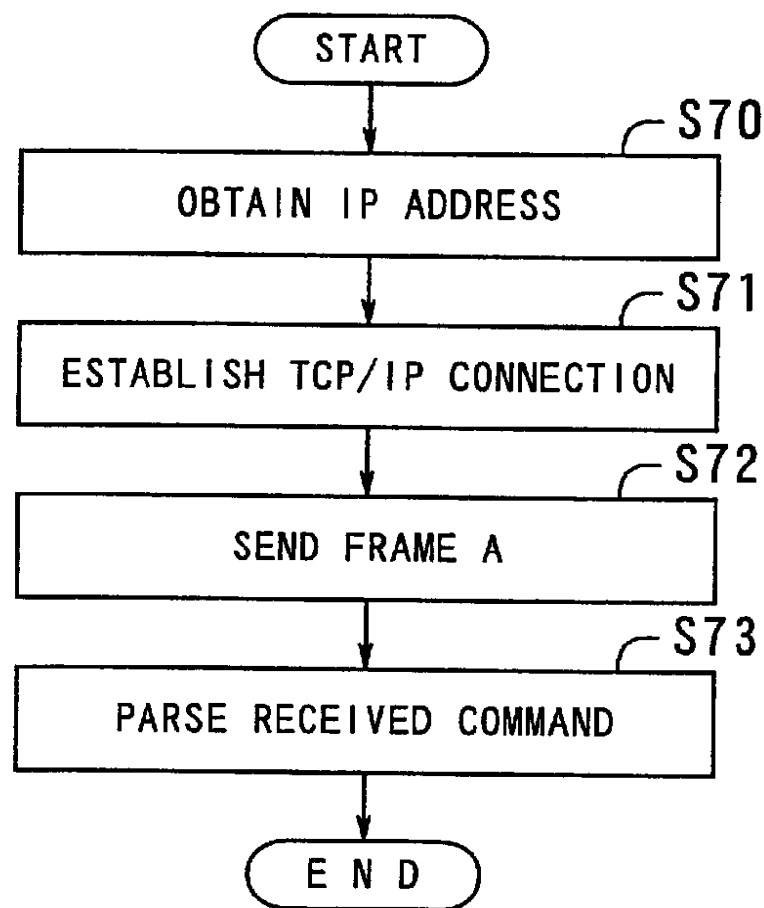 START
S70
OBTAIN IP ADDRESS
S71
ESTABLISH TCP/IP CONNECTION
S72
SEND FRAME A
S73
PARSE RECEIVED COMMAND
END